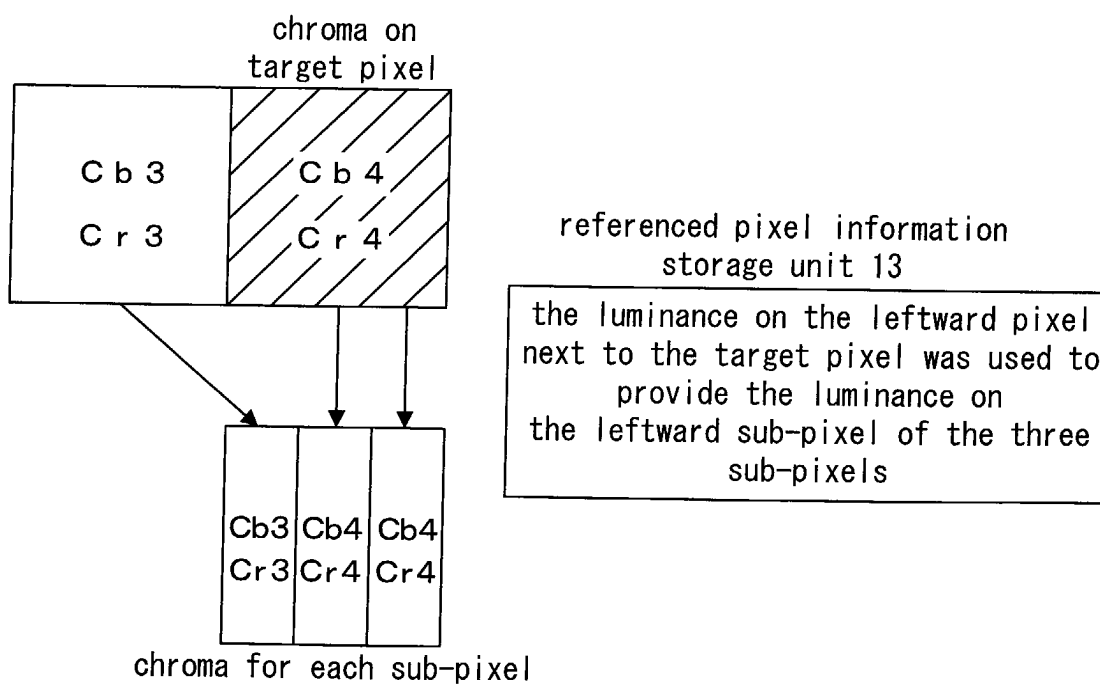 chroma on
target pixel
Cb3 Cb4
Cr3 Cr4
referenced pixel information
storage unit 13
the luminance on the leftward pixel
next to the target pixel was used to
provide the luminance on
the leftward sub-pixel of the three
sub-pixels
Cb3 Cb4 Cb4
Cr3 Cr4 Cr4
chroma for each sub-pixel